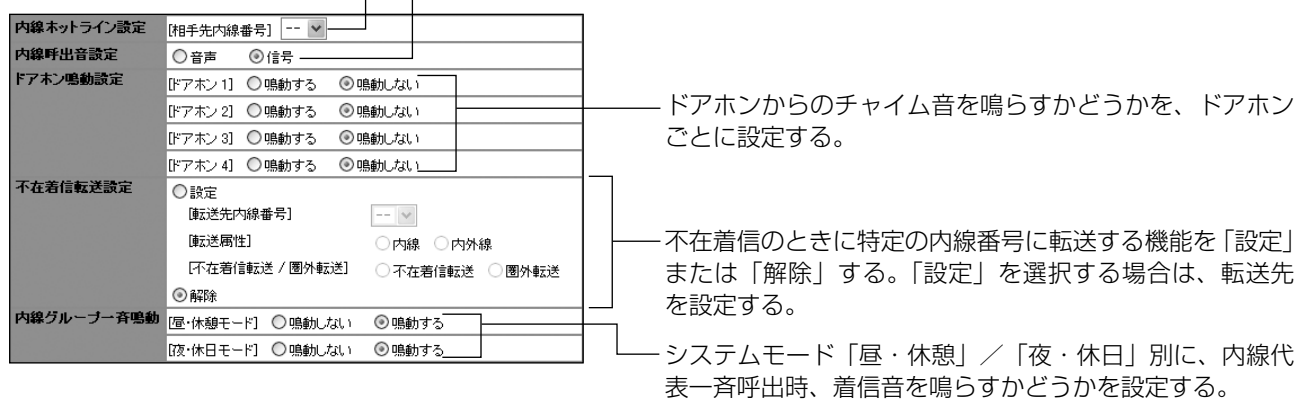 内線ホットライン設定 [相手先内線番号] --
内線呼出音設定 音声 信号
ドアホン鳴動設定 [ドアホン 1] 鳴動する 鳴動しない
[ドアホン 2] 鳴動する 鳴動しない
[ドアホン 3] 鳴動する 鳴動しない
[ドアホン 4] 鳴動する 鳴動しない
ドアホンからのチャイム音を鳴らすかどうかを、ドアホン
ごとに設定する。
不在着信転送設定 設定
[転送先内線番号] --
[転送属性] 内線 内外線
[不在着信転送 / 圏外転送] 不在着信転送 圏外転送
解除
不在着信のときに特定の内線番号に転送する機能を「設定」
または「解除」する。「設定」を選択する場合は、転送先
を設定する。
内線グループ一斉鳴動 [昼・休憩モード] 鳴動しない 鳴動する
[夜・休日モード] 鳴動しない 鳴動する
システムモード「昼・休憩」／「夜・休日」別に、内線代
表一斉呼出時、着信音を鳴らすかどうかを設定する。